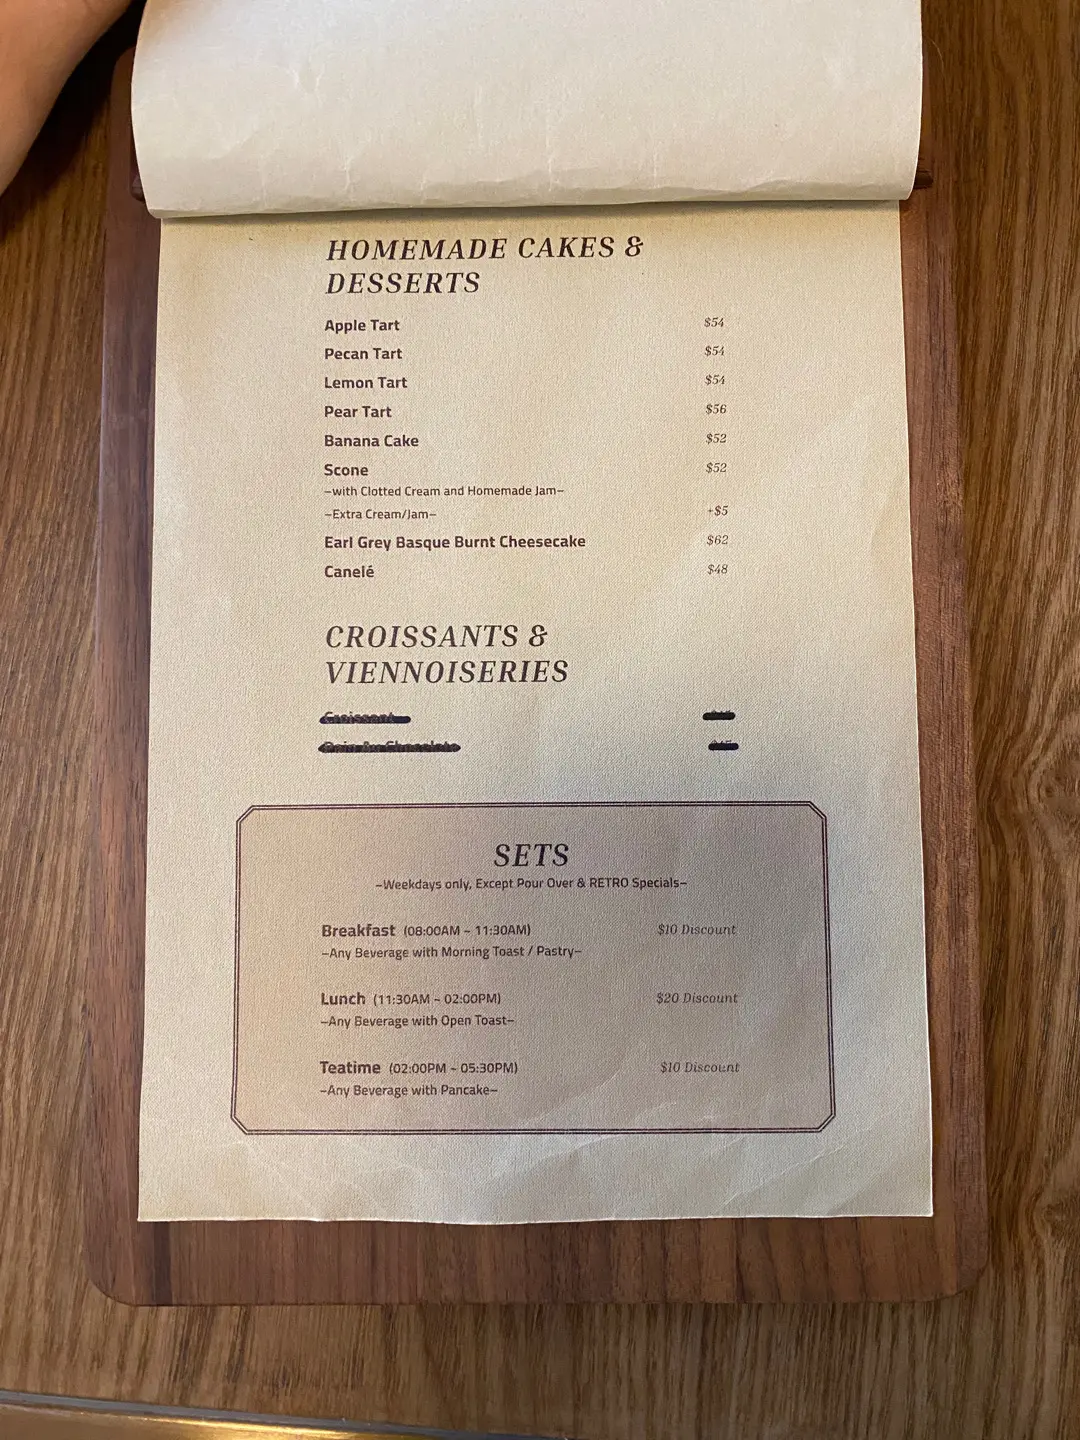 HOMEMADE CAKES &
DESSERTS
Apple Tart $54
Pecan Tart $54
Lemon Tart $54
Pear Tart $56
Banana Cake $52
Scone $52
–with Clotted Cream and Homemade Jam–
–Extra Cream/Jam– +$5
Earl Grey Basque Burnt Cheesecake $62
Canelé $48
CROISSANTS &
VIENNOISERIES
Croissant
Pain Au Chocolate
SETS
–Weekdays only, Except Pour Over & RETRO Specials–
Breakfast (08:00AM ~ 11:30AM) $10 Discount
–Any Beverage with Morning Toast / Pastry–
Lunch (11:30AM ~ 02:00PM) $20 Discount
–Any Beverage with Open Toast–
Teatime (02:00PM ~ 05:30PM) $10 Discount
–Any Beverage with Pancake–